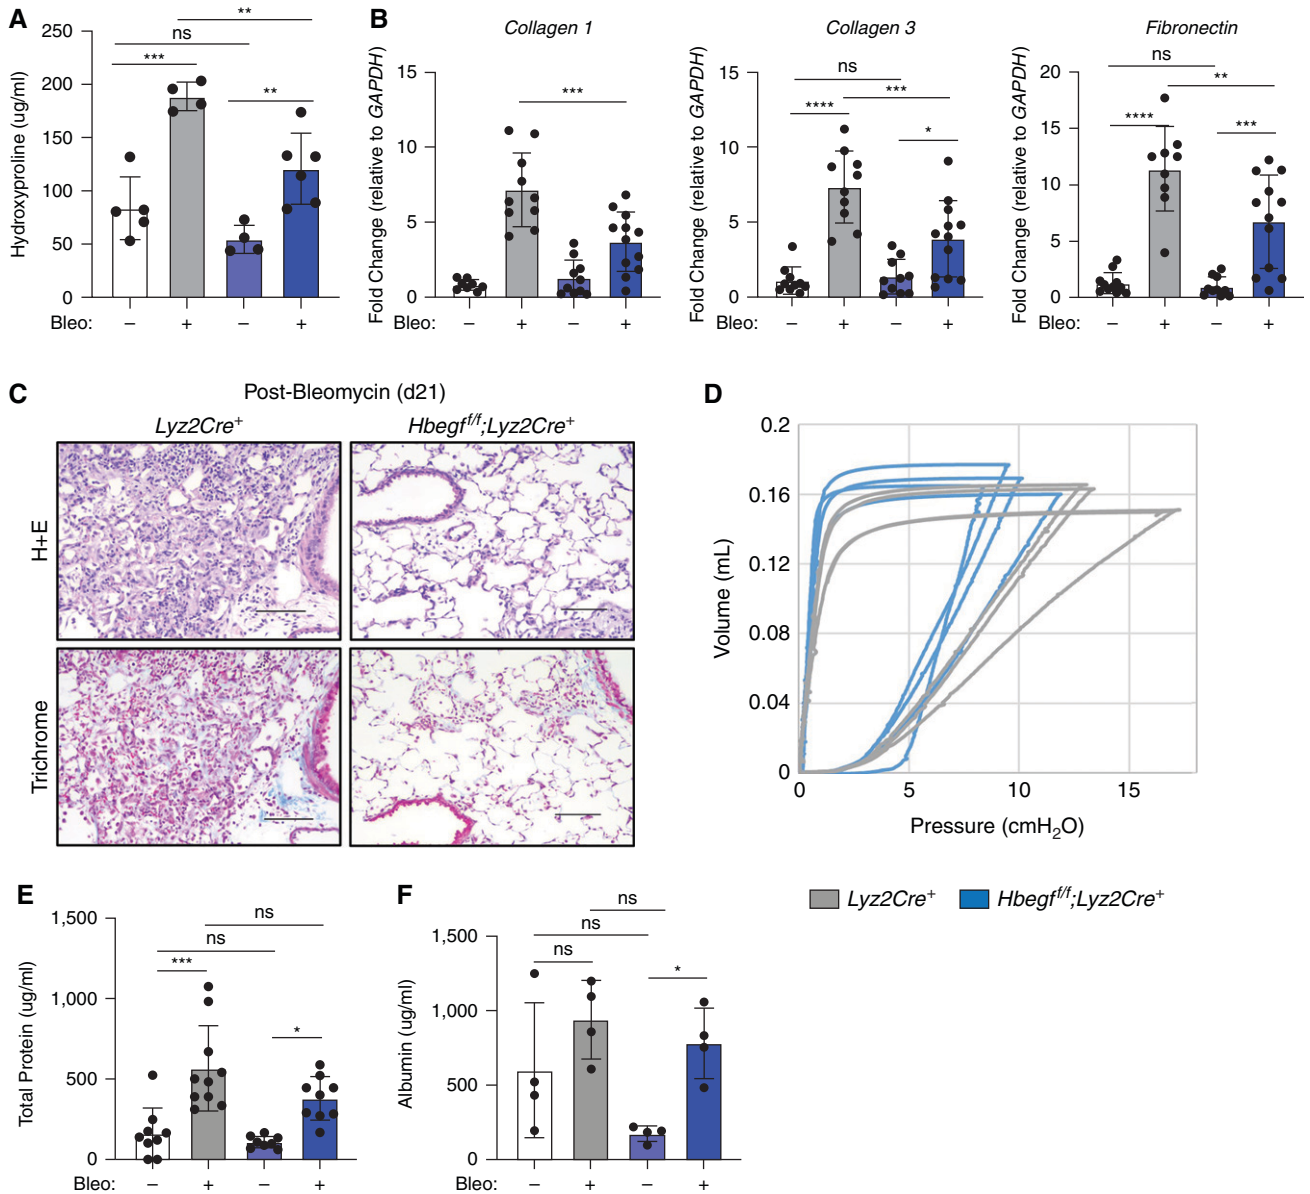 A
Hydroxyproline (ug/ml)
250
200
150
100
50
0
**
ns
***
**
Bleo: – + – +
B
Collagen 1
Fold Change (relative to GAPDH)
15
10
5
0
***
Bleo: – + – +
Collagen 3
Fold Change (relative to GAPDH)
15
10
5
0
ns
***
****
*
Bleo: – + – +
Fibronectin
Fold Change (relative to GAPDH)
20
15
10
5
0
ns
**
****
***
Bleo: – + – +
C
Post-Bleomycin (d21)
Lyz2Cre+
Hbegff/f;Lyz2Cre+
H+E
Trichrome
D
Volume (mL)
0.2
0.16
0.12
0.08
0.04
0
0 5 10 15
Pressure (cmH2O)
Lyz2Cre+
Hbegff/f;Lyz2Cre+
E
Total Protein (ug/ml)
1,500
1,000
500
0
ns
ns
***
*
Bleo: – + – +
F
Albumin (ug/ml)
1,500
1,000
500
0
ns
ns
ns
*
Bleo: – + – +